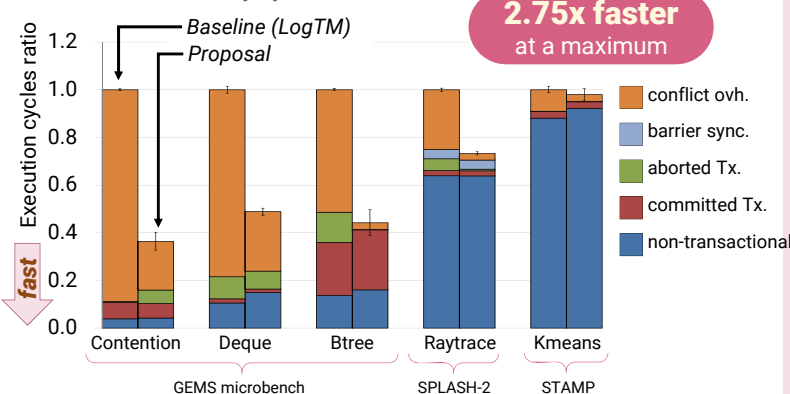 2.75x faster
at a maximum
Baseline (LogTM)
Proposal
Execution cycles ratio
fast
1.2
1.0
0.8
0.6
0.4
0.2
0.0
conflict ovh.
barrier sync.
aborted Tx.
committed Tx.
non-transactional
Contention Deque Btree Raytrace Kmeans
GEMS microbench SPLASH-2 STAMP